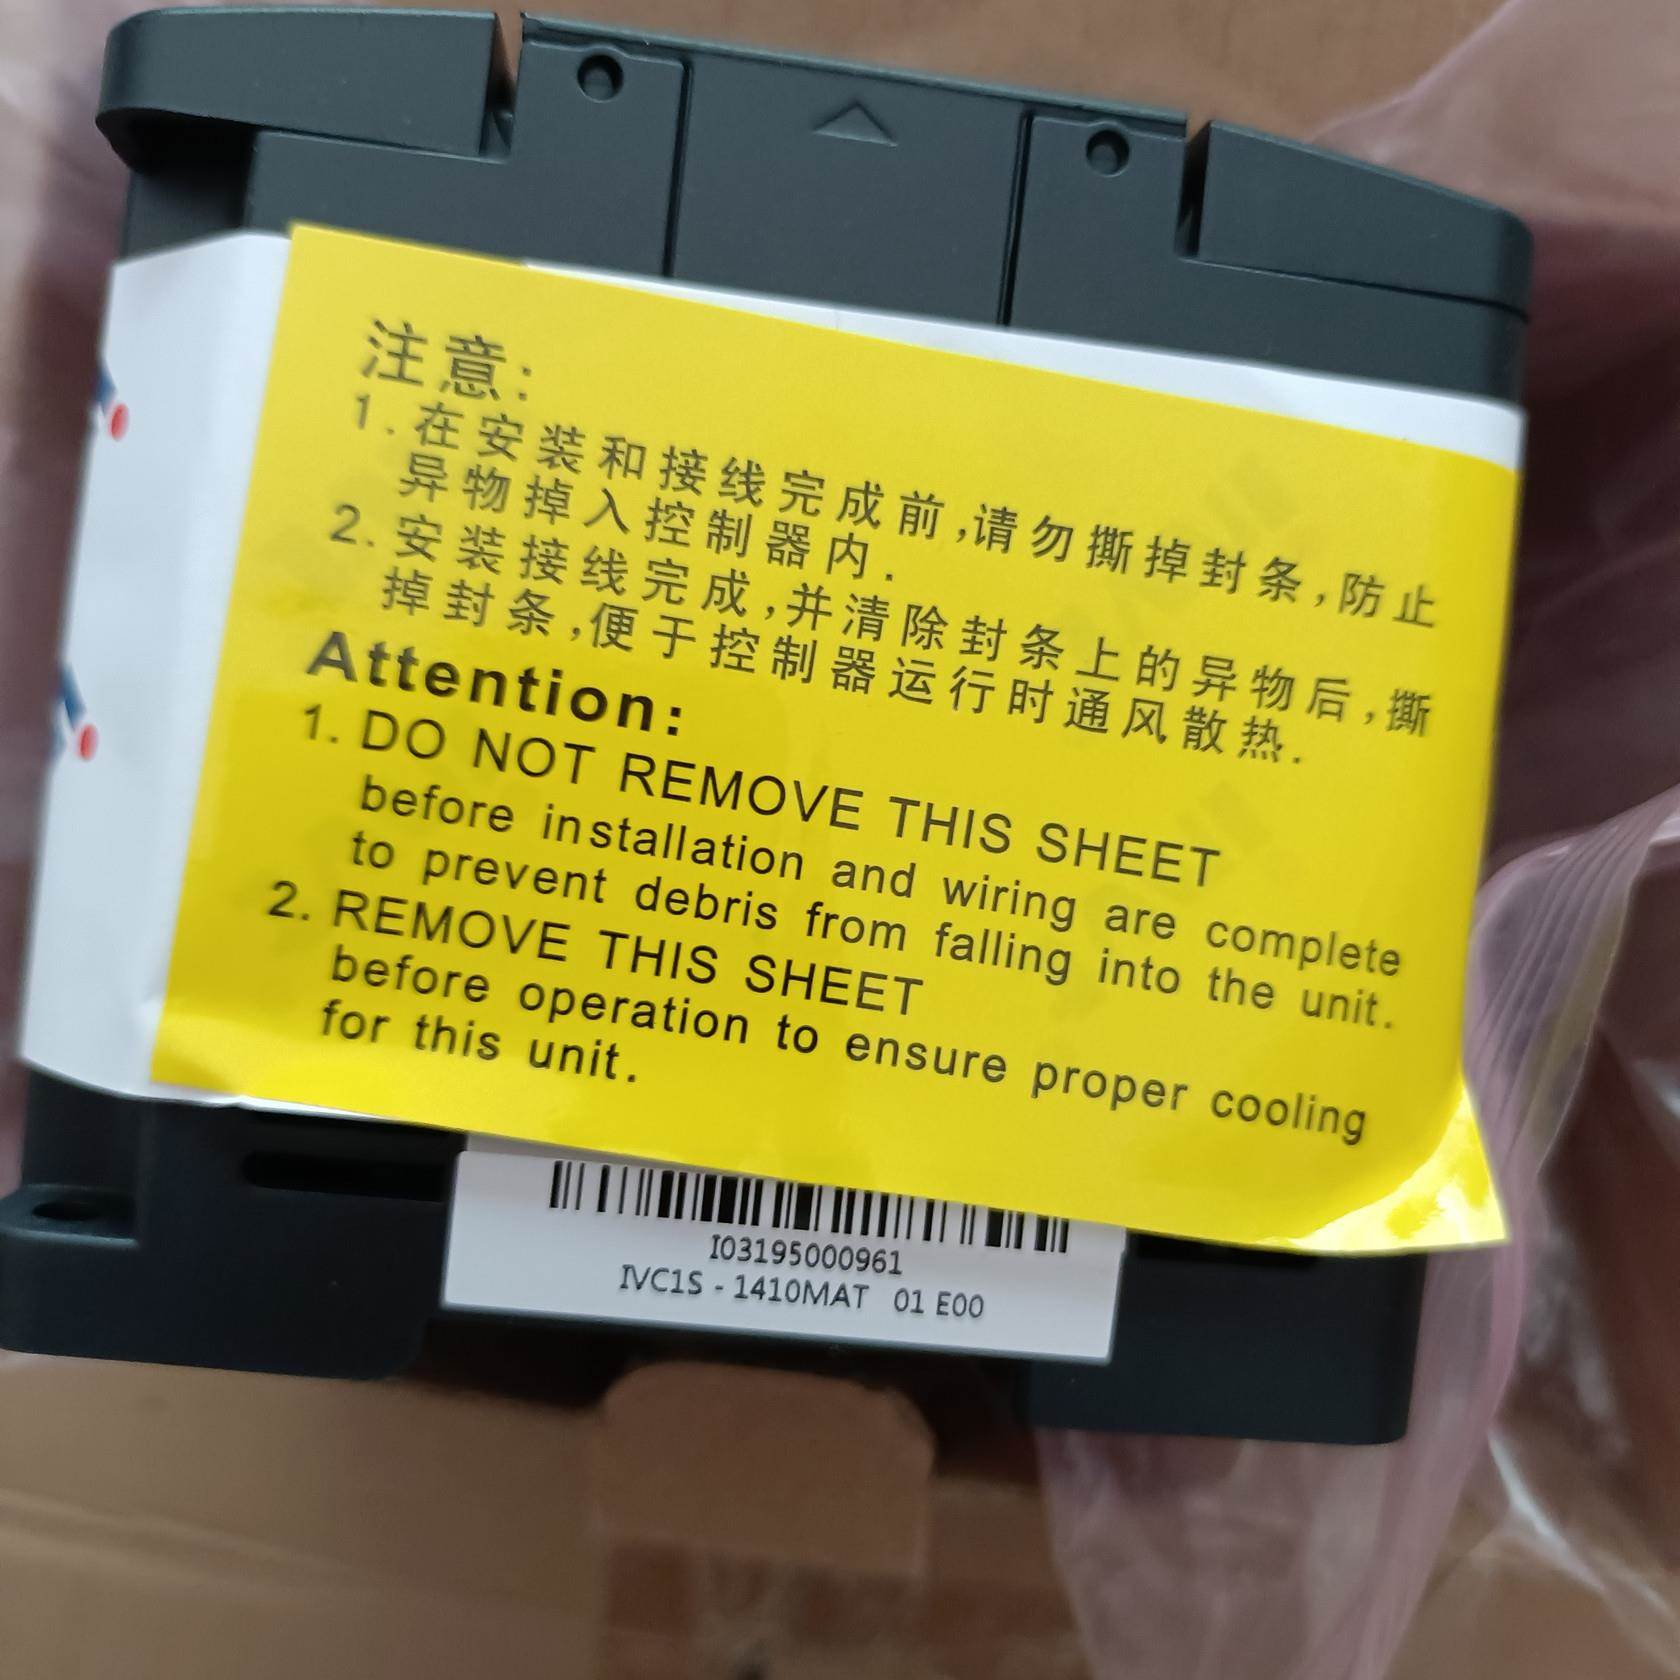 注意:
1. 在安装和接线完成前,请勿撕掉封条,防止
异物掉入控制器内.
2. 安装接线完成,并清除封条上的异物后,撕
掉封条,便于控制器运行时通风散热.
Attention:
1. DO NOT REMOVE THIS SHEET
before installation and wiring are complete
to prevent debris from falling into the unit.
2. REMOVE THIS SHEET
before operation to ensure proper cooling
for this unit.
I03195000961
IVC1S - 1410MAT 01 E00